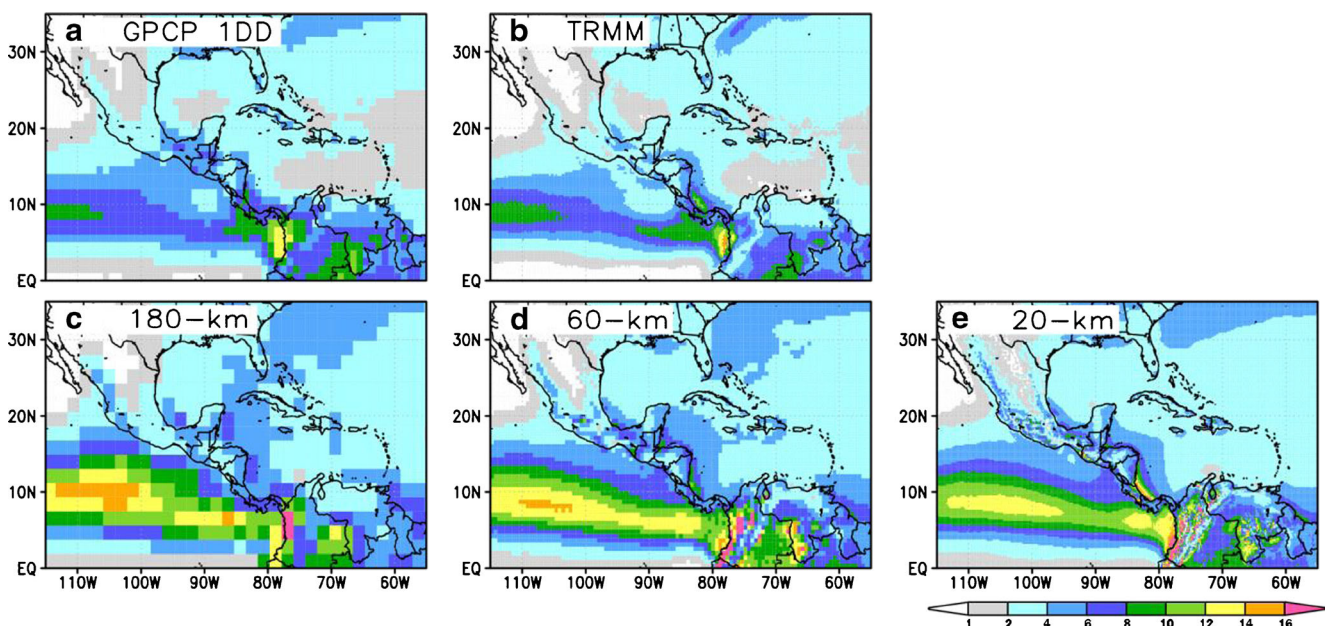 a GPCP 1DD
b TRMM
30N
20N
10N
EQ
30N
20N
10N
EQ
c 180-km
d 60-km
e 20-km
30N
20N
10N
EQ
110W 100W 90W 80W 70W 60W
30N
20N
10N
EQ
110W 100W 90W 80W 70W 60W
30N
20N
10N
EQ
110W 100W 90W 80W 70W 60W
1 2 4 6 8 10 12 14 16